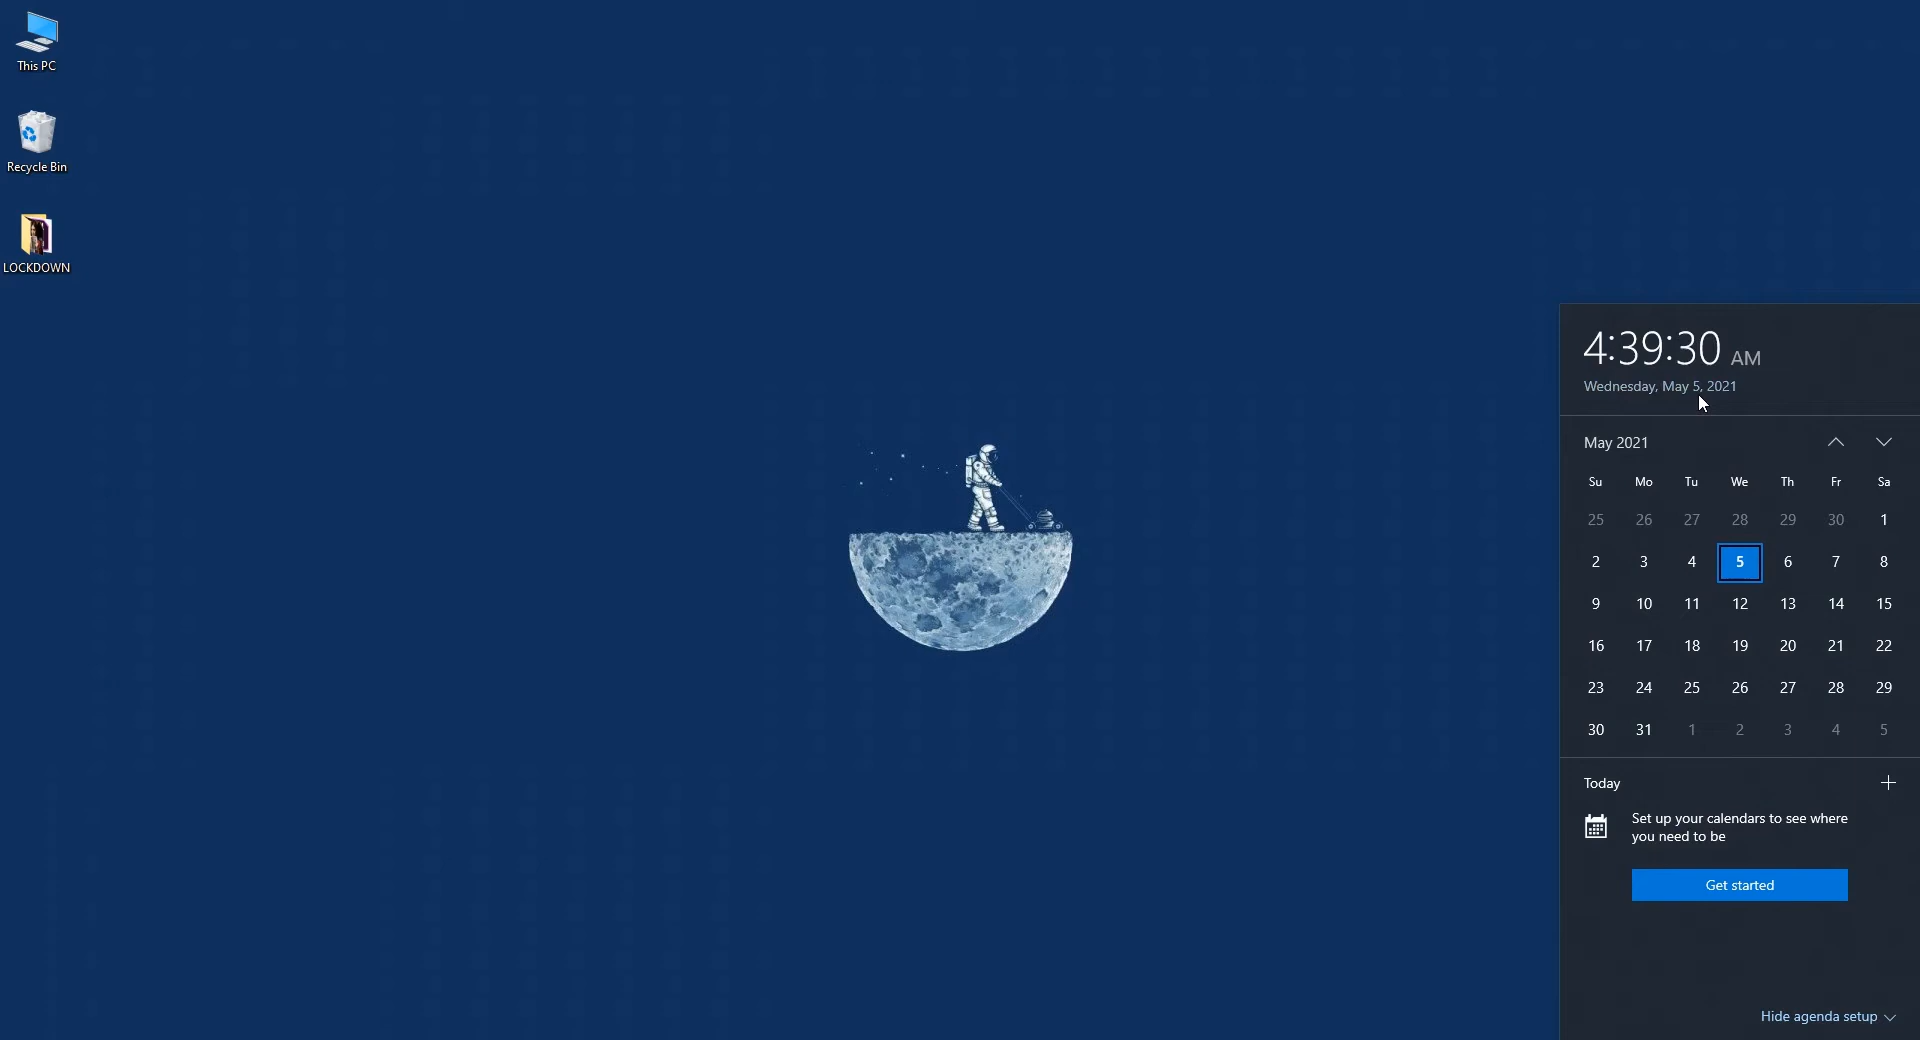 This PC
Recycle Bin
LOCKDOWN
4:39:30 AM
Wednesday, May 5, 2021
May 2021
Su Mo Tu We Th Fr Sa
25 26 27 28 29 30 1
2 3 4 5 6 7 8
9 10 11 12 13 14 15
16 17 18 19 20 21 22
23 24 25 26 27 28 29
30 31 1 2 3 4 5
Today
Set up your calendars to see where
you need to be
Get started
Hide agenda setup